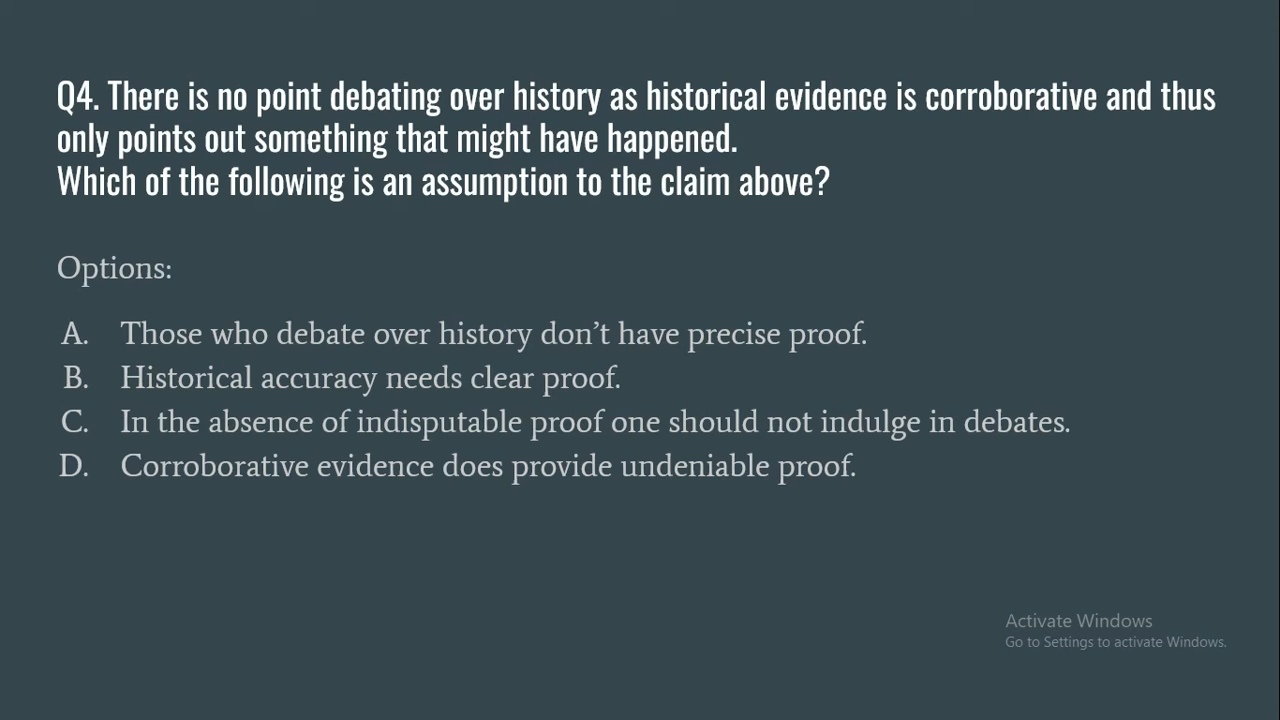 Q4. There is no point debating over history as historical evidence is corroborative and thus
only points out something that might have happened.
Which of the following is an assumption to the claim above?
Options:
A. Those who debate over history don’t have precise proof.
B. Historical accuracy needs clear proof.
C. In the absence of indisputable proof one should not indulge in debates.
D. Corroborative evidence does provide undeniable proof.
Activate Windows
Go to Settings to activate Windows.